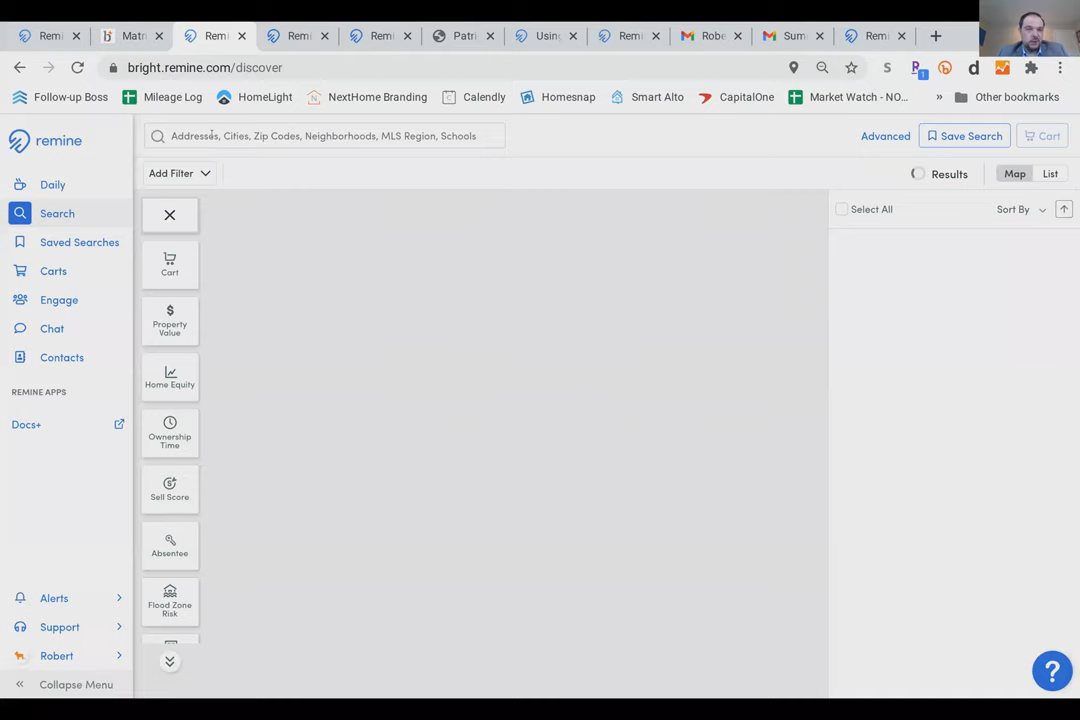 Remi
Matri
Remi
Remi
Remi
Patri
Using
Remi
Robe
Sum
Remi
bright.remine.com/discover
S
1
d
Follow-up Boss
Mileage Log
HomeLight
NextHome Branding
Calendly
Homesnap
Smart Alto
CapitalOne
Market Watch - NO...
»
Other bookmarks
remine
Addresses, Cities, Zip Codes, Neighborhoods, MLS Region, Schools
Advanced
Save Search
Cart
Daily
Add Filter
Results
Map
List
Search
Select All
Sort By
Saved Searches
Carts
Cart
Engage
Property
Value
Chat
Contacts
Home Equity
REMINE APPS
Docs+
Ownership
Time
Sell Score
Absentee
Flood Zone
Risk
Alerts
Support
Robert
Collapse Menu
?